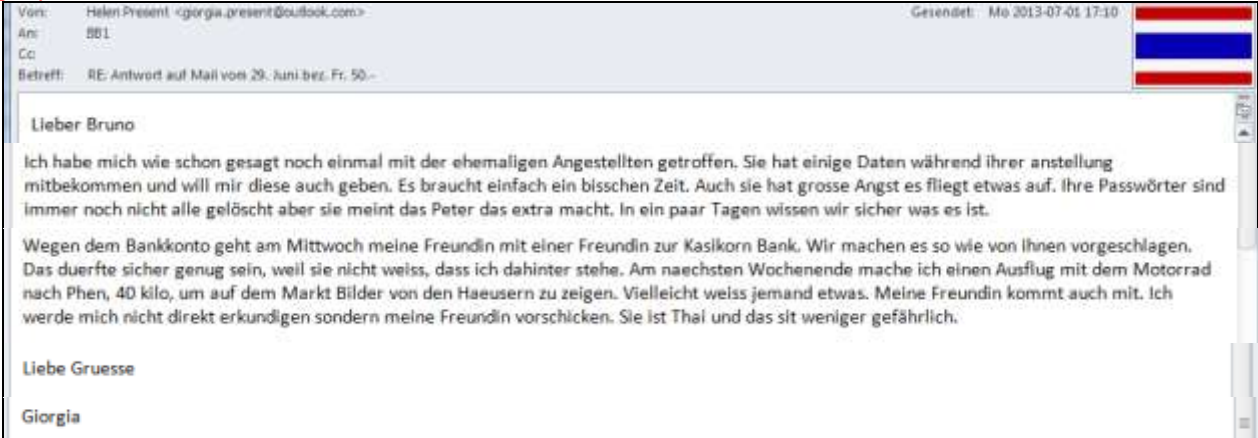 Von: Helen Present <giorgia.present@outlook.com> Gesendet: Mo 2013-07-01 17:10
An: BB1
Cc:
Betreff: RE: Antwort auf Mail vom 29. Juni bez. Fr. 50.-
Lieber Bruno
Ich habe mich wie schon gesagt noch einmal mit der ehemaligen Angestellten getroffen. Sie hat einige Daten während ihrer anstellung
mitbekommen und will mir diese auch geben. Es braucht einfach ein bisschen Zeit. Auch sie hat grosse Angst es fliegt etwas auf. Ihre Passwörter sind
immer noch nicht alle gelöscht aber sie meint das Peter das extra macht. In ein paar Tagen wissen wir sicher was es ist.
Wegen dem Bankkonto geht am Mittwoch meine Freundin mit einer Freundin zur Kasikorn Bank. Wir machen es so wie von Ihnen vorgeschlagen.
Das duerfte sicher genug sein, weil sie nicht weiss, dass ich dahinter stehe. Am naechsten Wochenende mache ich einen Ausflug mit dem Motorrad
nach Phen, 40 kilo, um auf dem Markt Bilder von den Haeusern zu zeigen. Vielleicht weiss jemand etwas. Meine Freundin kommt auch mit. Ich
werde mich nicht direkt erkundigen sondern meine Freundin vorschicken. Sie ist Thai und das sit weniger gefährlich.
Liebe Gruesse
Giorgia